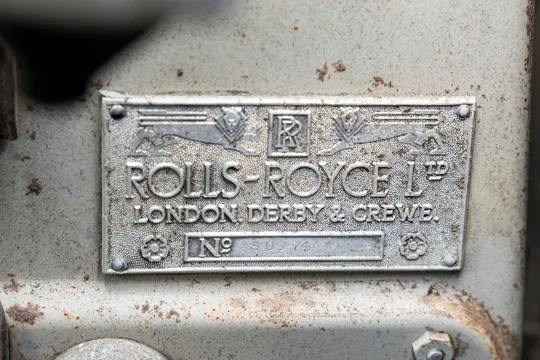 RR
ROLLS-ROYCE LTD
LONDON, DERBY & CREWE.
No